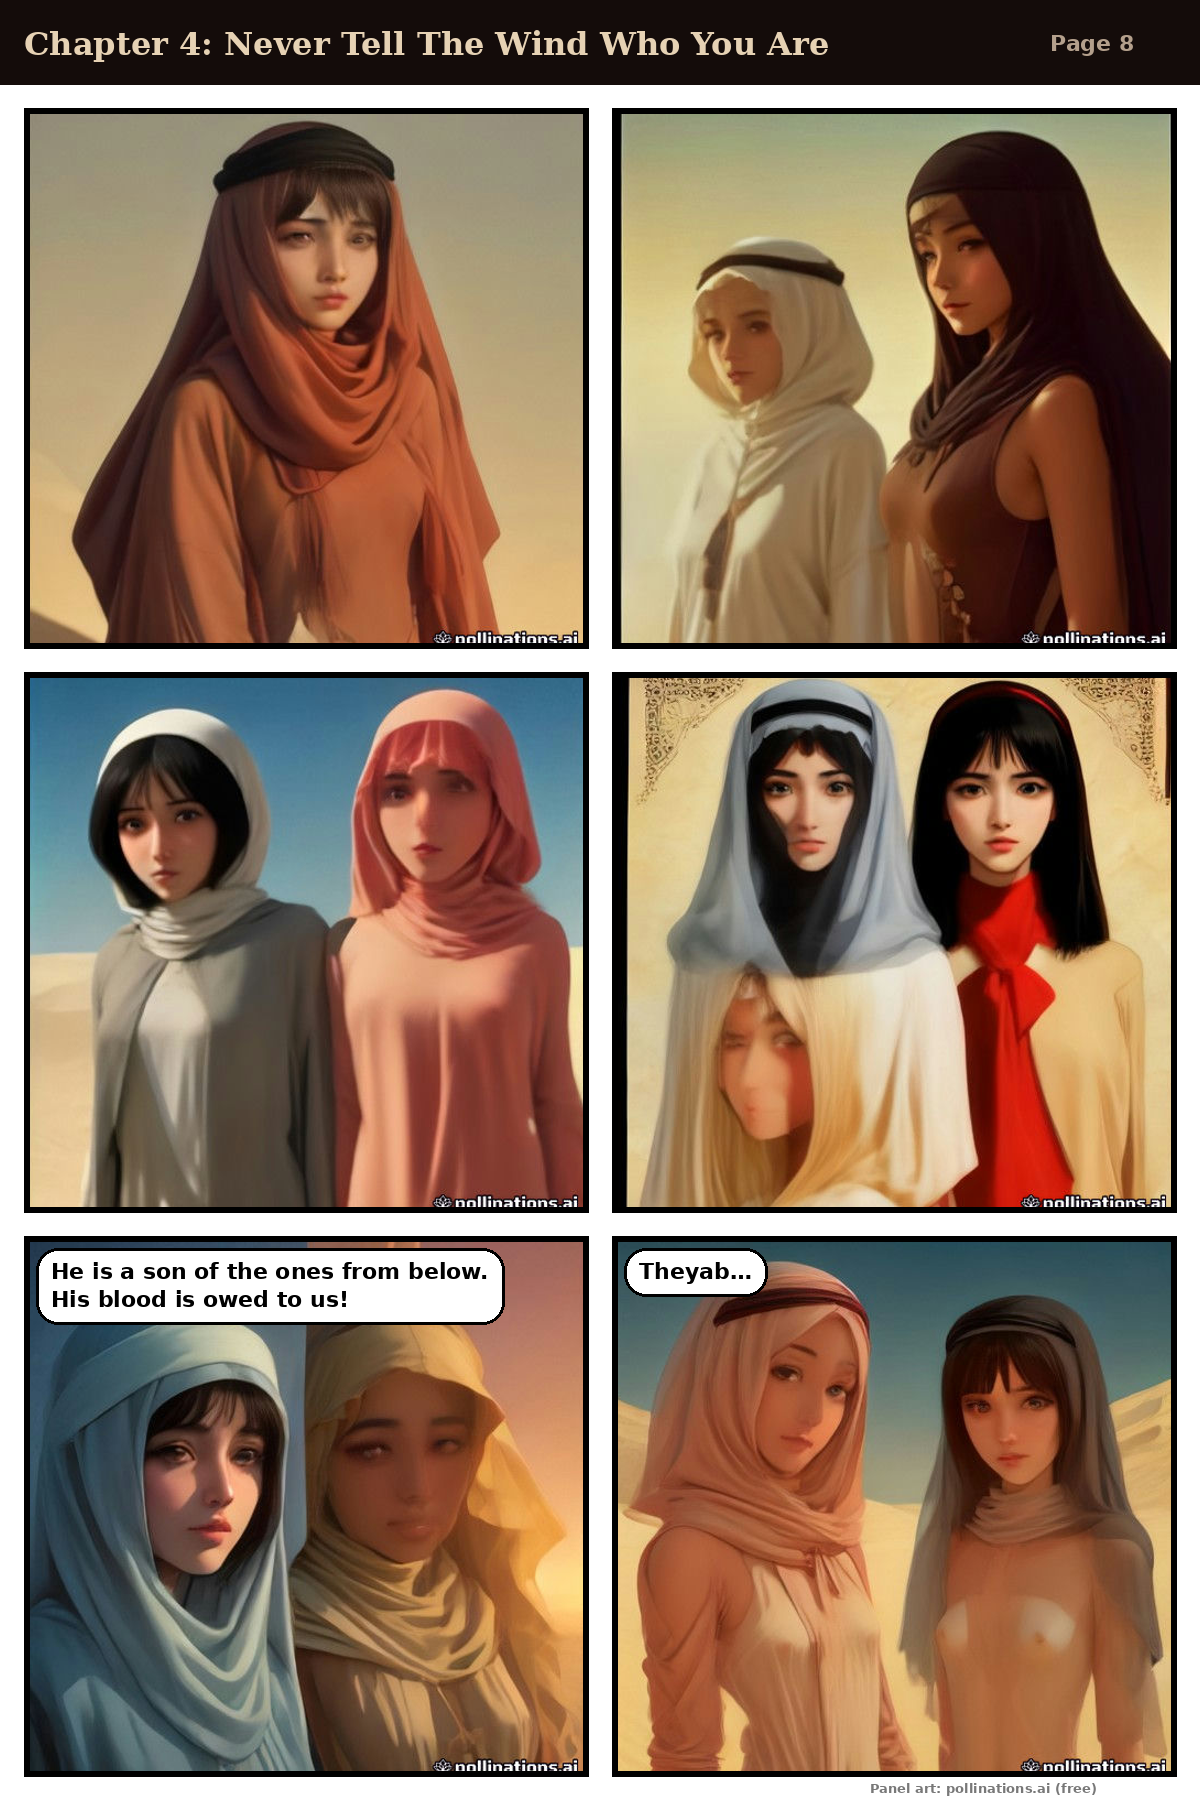 Chapter 4: Never Tell The Wind Who You Are
Page 8
pollinations.ai
pollinations.ai
pollinations.ai
pollinations.ai
He is a son of the ones from below.
His blood is owed to us!
Theyab...
pollinations.ai
pollinations.ai
Panel art: pollinations.ai (free)